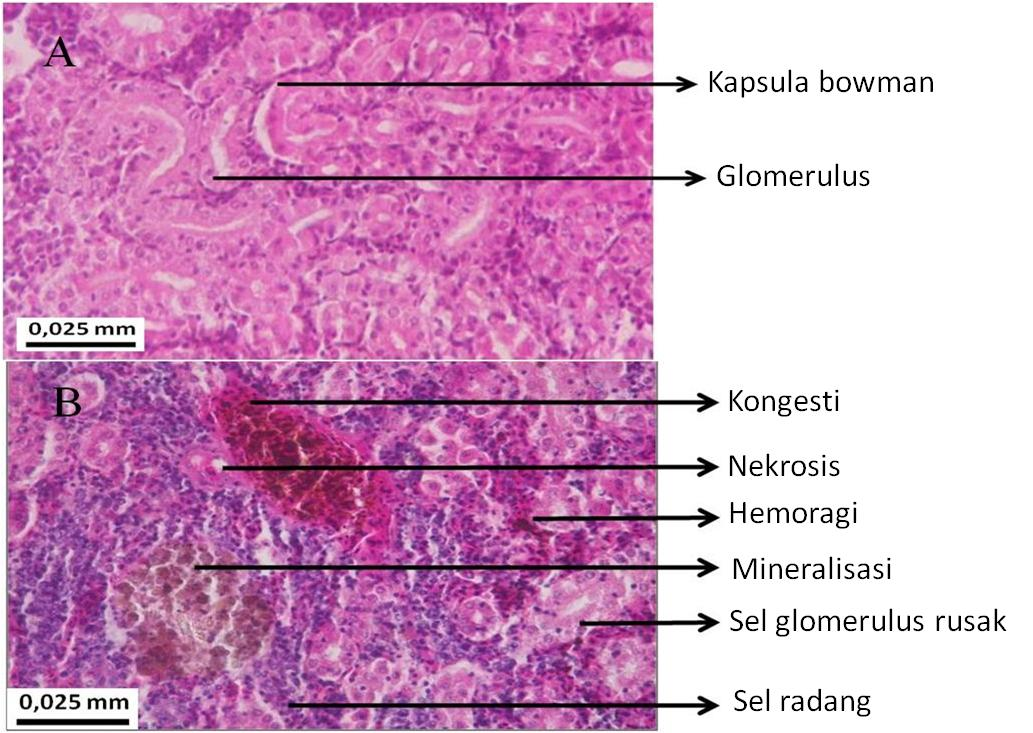 A
Kapsula bowman
Glomerulus
0,025 mm
B
Kongesti
Nekrosis
Hemoragi
Mineralisasi
Sel glomerulus rusak
Sel radang
0,025 mm